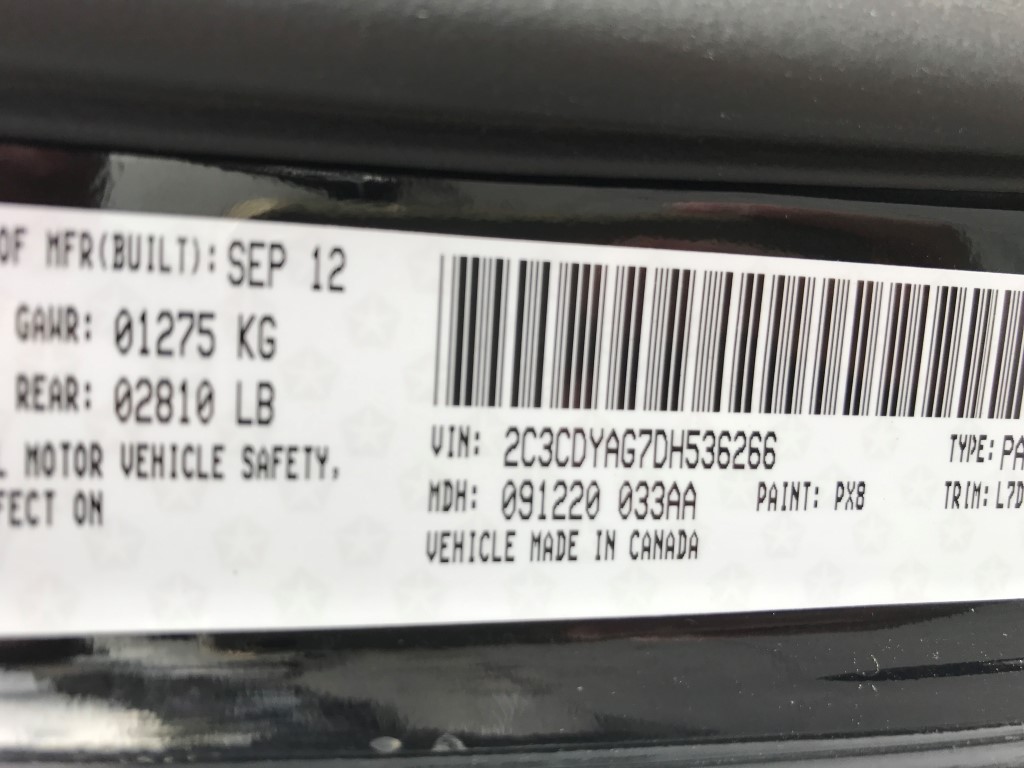 OF MFR(BUILT): SEP 12
GAWR: 01275 KG
REAR: 02810 LB
MOTOR VEHICLE SAFETY,
ON
VIN: 2C3CDYAG7DH536266 TYPE: PA
MDH: 091220 033AA PAINT: PX8 TRIM: L7D
VEHICLE MADE IN CANADA